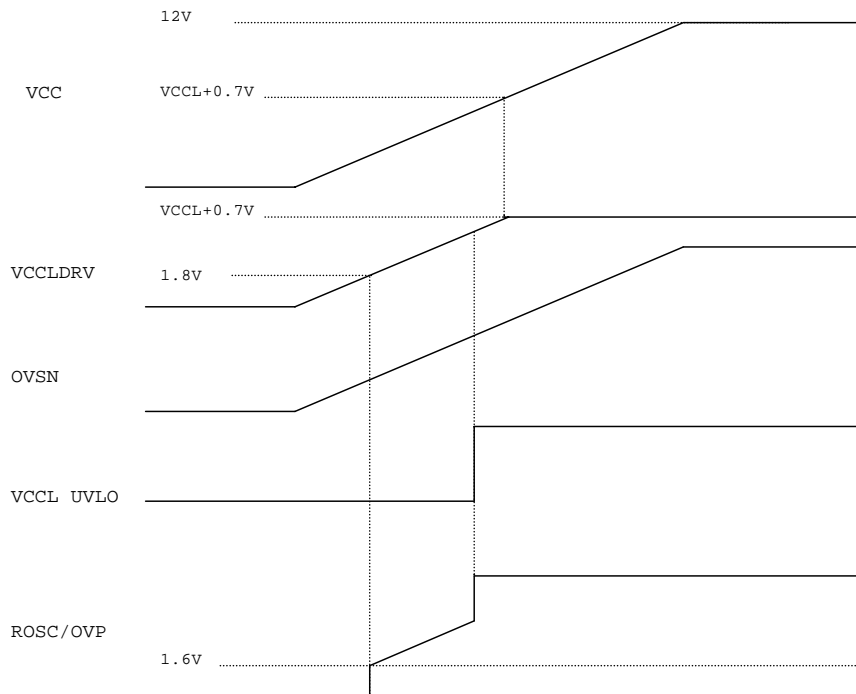 12V
VCC VCCL+0.7V
VCCL+0.7V
VCCLDRV 1.8V
OVSN
VCCL UVLO
ROSC/OVP
1.6V